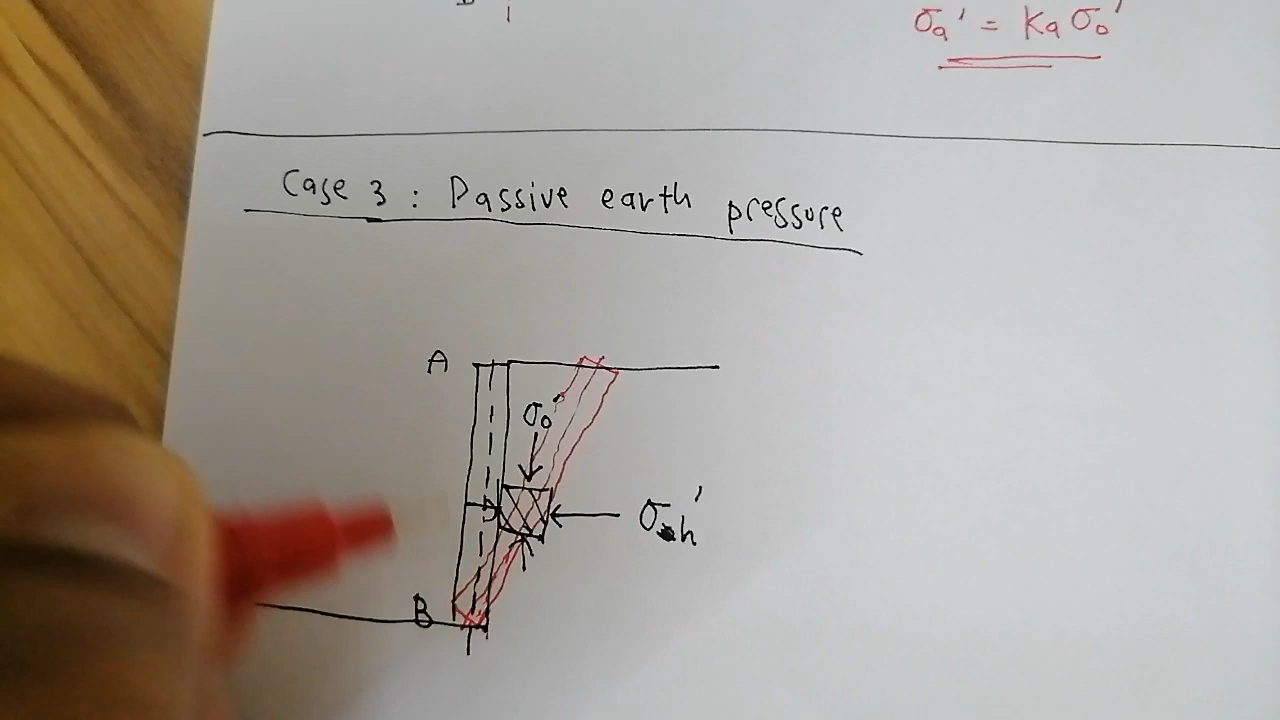 σa' = Ka σo'
Case 3 : Passive earth pressure
A
σo'
σh'
B